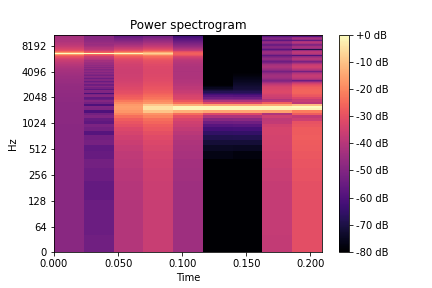 Power spectrogram
8192
4096
2048
1024
512
256
128
64
0
Hz
0.000 0.050 0.100 0.150 0.200
Time
+0 dB
-10 dB
-20 dB
-30 dB
-40 dB
-50 dB
-60 dB
-70 dB
-80 dB